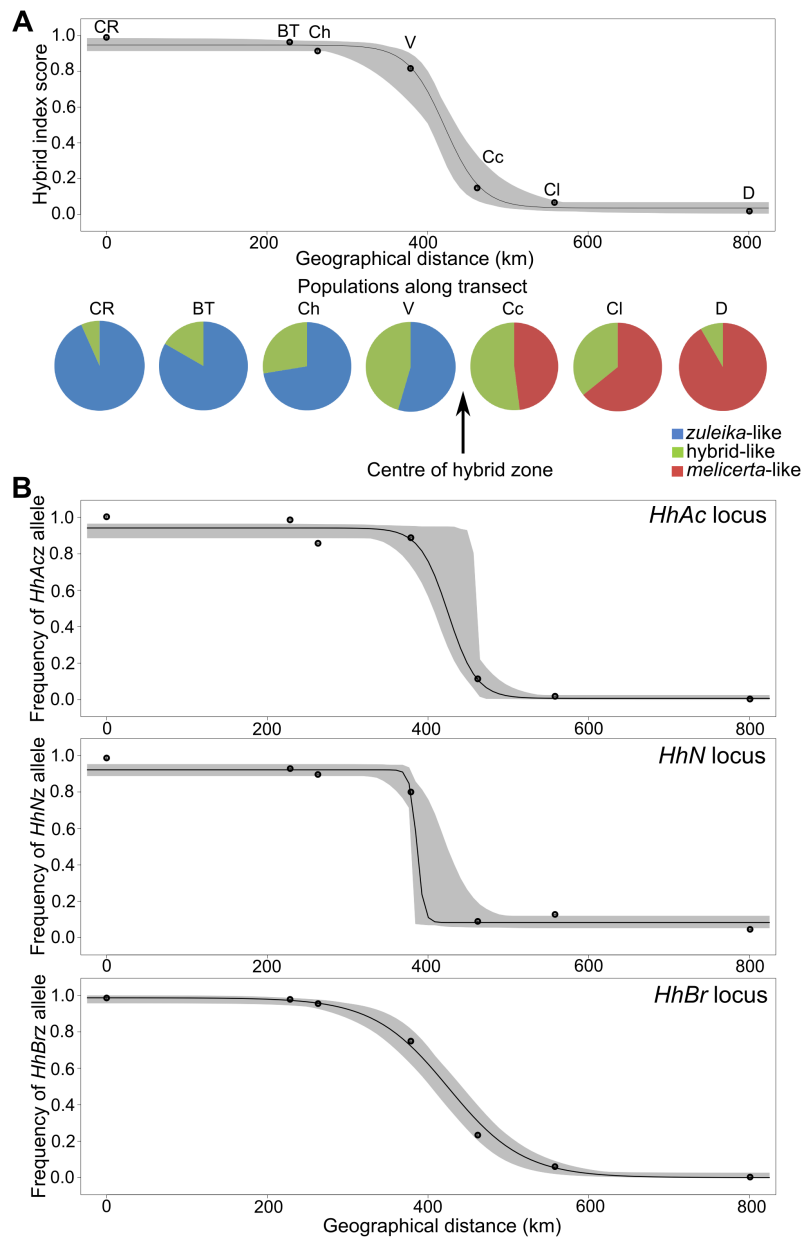 A
Hybrid index score
1.0
0.8
0.6
0.4
0.2
0.0
CR
BT
Ch
V
Cc
Cl
D
0
200
400
600
800
Geographical distance (km)
Populations along transect
CR
BT
Ch
V
Cc
Cl
D
Centre of hybrid zone
zuleika-like
hybrid-like
melicerta-like
B
HhAc locus
Frequency of HhAcz allele
1.0
0.8
0.6
0.4
0.2
0.0
0
200
400
600
800
HhN locus
Frequency of HhNz allele
1.0
0.8
0.6
0.4
0.2
0.0
0
200
400
600
800
HhBr locus
Frequency of HhBrz allele
1.0
0.8
0.6
0.4
0.2
0.0
0
200
400
600
800
Geographical distance (km)